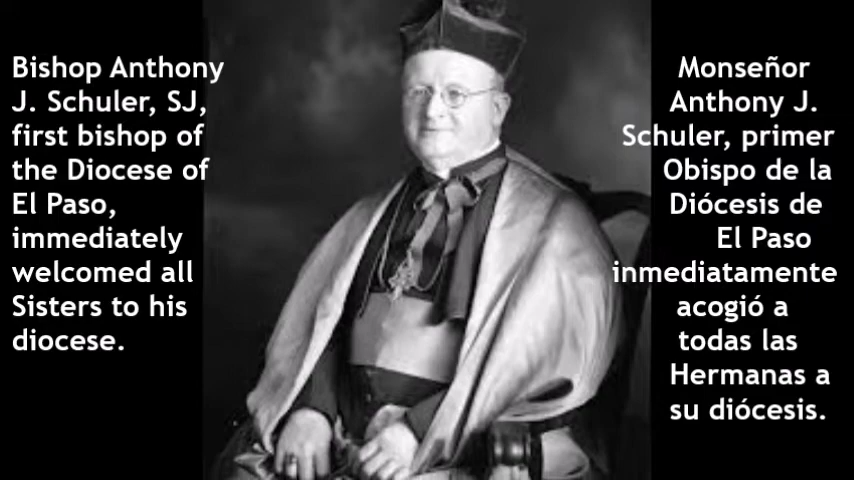 Bishop Anthony
J. Schuler, SJ,
first bishop of
the Diocese of
El Paso,
immediately
welcomed all
Sisters to his
diocese.
Monseñor
Anthony J.
Schuler, primer
Obispo de la
Diócesis de
El Paso
inmediatamente
acogió a
todas las
Hermanas a
su diócesis.